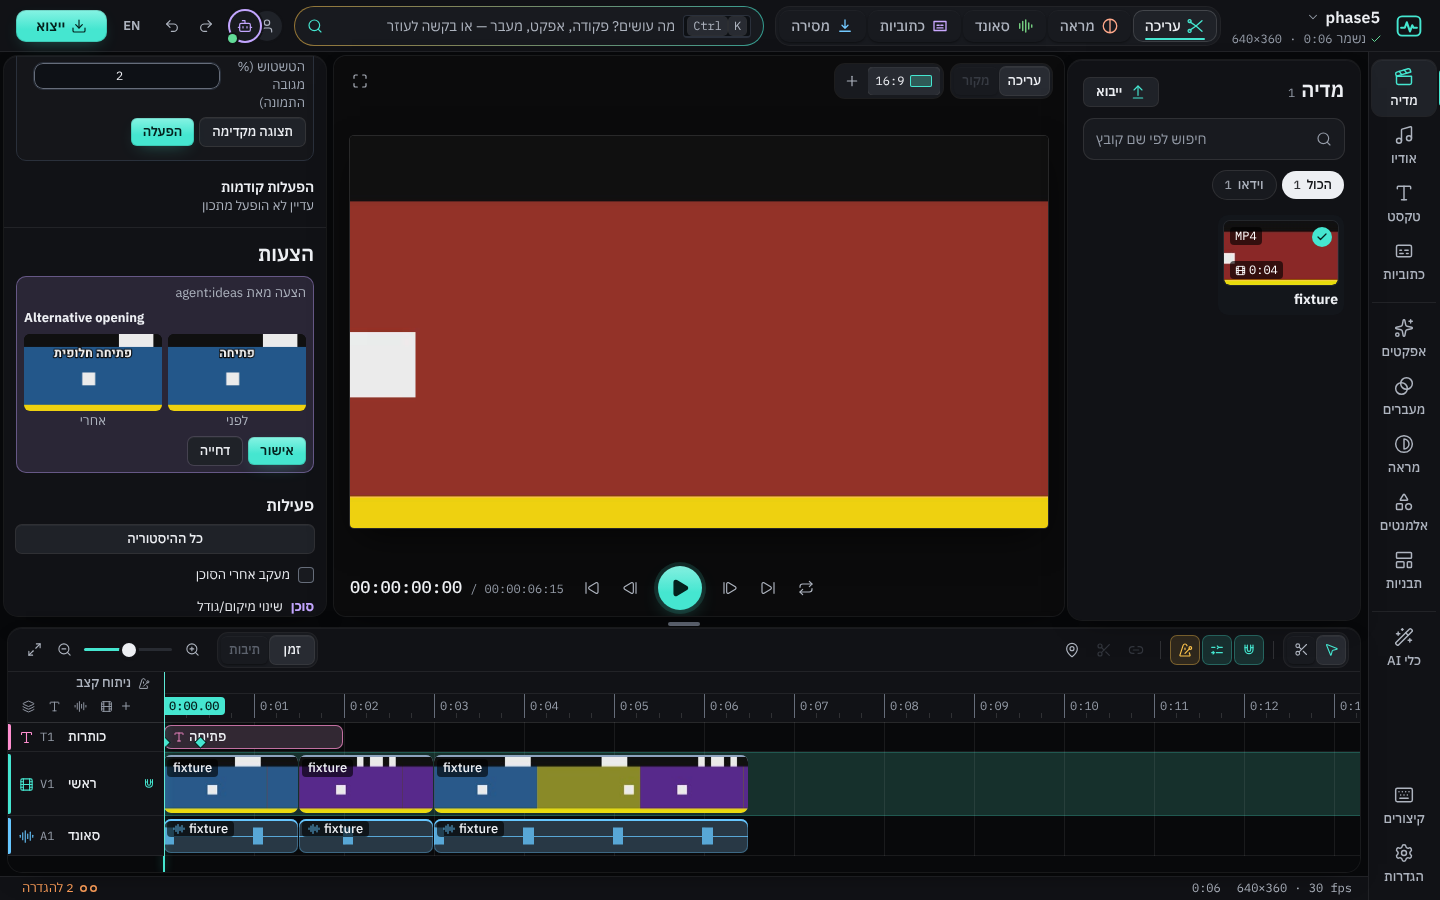 phase5
נשמר 0:06 · 640×360
עריכה
מראה
סאונד
כתוביות
מסירה
Ctrl K
מה עושים? פקודה, אפקט, מעבר — או בקשה לעוזר
EN
ייצוא
מדיה
אודיו
טקסט
כתוביות
אפקטים
מעברים
מראה
אלמנטים
תבניות
כלי AI
קיצורים
הגדרות
מדיה 1
ייבוא
חיפוש לפי שם קובץ
הכול 1
וידאו 1
MP4
0:04
fixture
עריכה
מקור
16:9
00:00:00:00 / 00:00:06:15
הטשטוש (%
מגובה
התמונה)
2
תצוגה מקדימה
הפעלה
הפעלות קודמות
עדיין לא הופעל מתכון
הצעות
הצעה מאת agent:ideas
Alternative opening
פתיחה
פתיחה חלופית
לפני
אחרי
אישור
דחייה
פעילות
כל ההיסטוריה
מעקב אחרי הסוכן
סוכן שינוי מיקום/גודל
זמן
תיבות
ניתוח קצב
0:00.00
0:01
0:02
0:03
0:04
0:05
0:06
0:07
0:08
0:09
0:10
0:11
0:12
T1 כותרות
פתיחה
V1 ראשי
fixture
fixture
fixture
A1 סאונד
fixture
fixture
fixture
2 להגדרה
0:06
640×360 · 30 fps